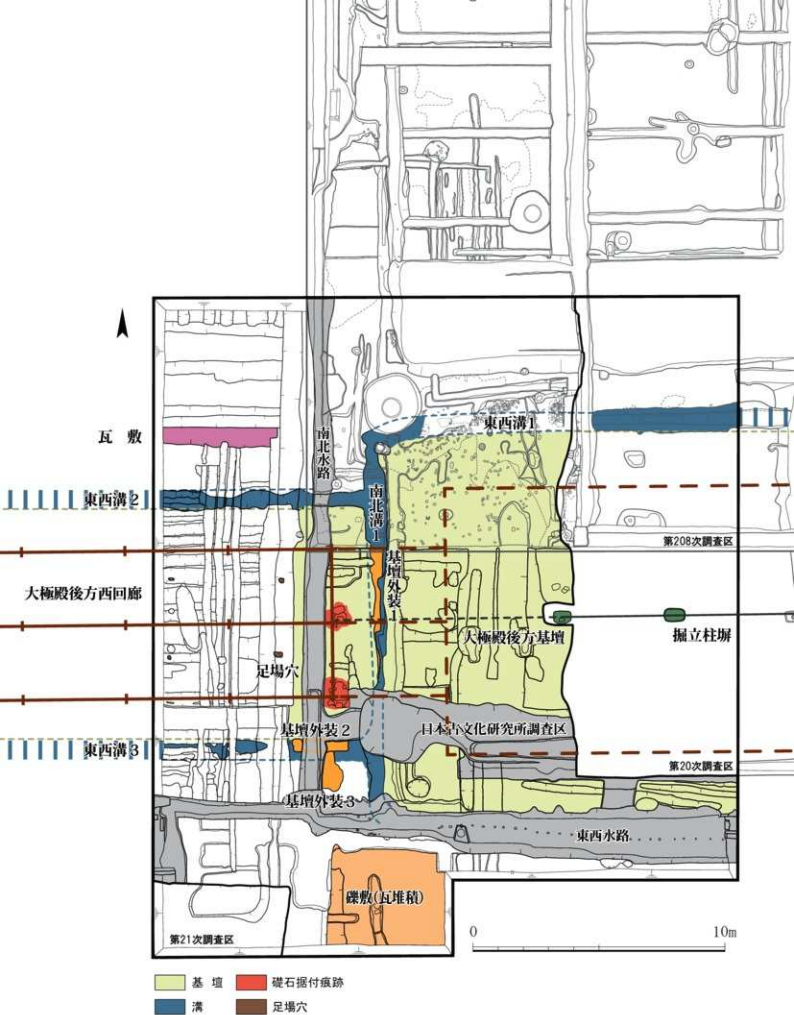 東西溝1
南北水路
瓦 敷
東西溝2
南北溝1
第208次調査区
基壇外装1
大極殿後方西回廊
大極殿後方基壇
掘立柱塀
足場穴
基壇外装2
日本古文化研究所調査区
東西溝3
第20次調査区
基壇外装3
東西水路
礫敷(瓦堆積)
第21次調査区
0
10m
基 壇
礎石据付痕跡
溝
足場穴